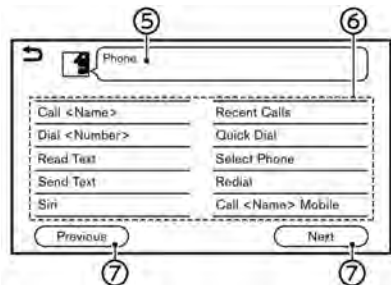 ⑤ ⑥
Phone
Call <Name> Recent Calls
Dial <Number> Quick Dial
Read Text Select Phone
Send Text Redial
Siri Call <Name> Mobile
Previous Next
⑦ ⑦